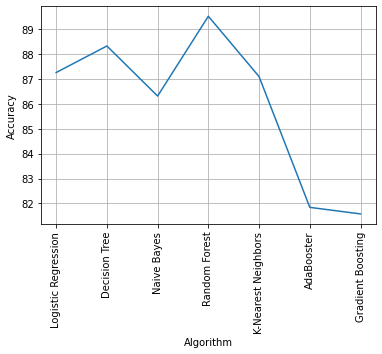 89
88
87
86
85
84
83
82
Accuracy
Logistic Regression
Decision Tree
Naive Bayes
Random Forest
K-Nearest Neighbors
AdaBooster
Gradient Boosting
Algorithm